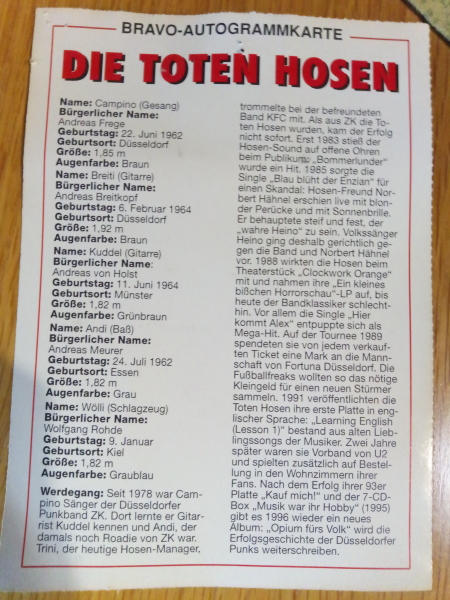 BRAVO-AUTOGRAMMKARTE
DIE TOTEN HOSEN
Name: Campino (Gesang)
Bürgerlicher Name:
Andreas Frege
Geburtstag: 22. Juni 1962
Geburtsort: Düsseldorf
Größe: 1,85 m
Augenfarbe: Braun
Name: Breiti (Gitarre)
Bürgerlicher Name:
Andreas Breitkopf
Geburtstag: 6. Februar 1964
Geburtsort: Düsseldorf
Größe: 1,92 m
Augenfarbe: Braun
Name: Kuddel (Gitarre)
Bürgerlicher Name:
Andreas von Holst
Geburtstag: 11. Juni 1964
Geburtsort: Münster
Größe: 1,82 m
Augenfarbe: Grünbraun
Name: Andi (Baß)
Bürgerlicher Name:
Andreas Meurer
Geburtstag: 24. Juli 1962
Geburtsort: Essen
Größe: 1,82 m
Augenfarbe: Grau
Name: Wölli (Schlagzeug)
Bürgerlicher Name:
Wolfgang Rohde
Geburtstag: 9. Januar
Geburtsort: Kiel
Größe: 1,82 m
Augenfarbe: Graublau
Werdegang: Seit 1978 war Cam-
pino Sänger der Düsseldorfer
Punkband ZK. Dort lernte er Gitar-
rist Kuddel kennen und Andi, der
damals noch Roadie von ZK war.
Trini, der heutige Hosen-Manager,
trommelte bei der befreundeten
Band KFC mit. Als aus ZK die To-
ten Hosen wurden, kam der Erfolg
nicht sofort. Erst 1983 stieß der
Hosen-Sound auf offene Ohren
beim Publikum: „Bommerlunder"
wurde ein Hit. 1985 sorgte die
Single „Blau blüht der Enzian" für
einen Skandal: Hosen-Freund Nor-
bert Hähnel erschien live mit blon-
der Perücke und mit Sonnenbrille.
Er behauptete steif und fest, der
„wahre Heino" zu sein. Volkssänger
Heino ging deshalb gerichtlich ge-
gen die Band und Norbert Hähnel
vor. 1988 wirkten die Hosen beim
Theaterstück „Clockwork Orange"
mit und nahmen ihre „Ein kleines
bißchen Horrorschau"-LP auf, bis
heute der Bandklassiker schlecht-
hin. Vor allem die Single „Hier
kommt Alex" entpuppte sich als
Mega-Hit. Auf der Tournee 1989
spendeten sie von jedem verkauf-
ten Ticket eine Mark an die Mann-
schaft von Fortuna Düsseldorf. Die
Fußballfreaks wollten so das nötige
Kleingeld für einen neuen Stürmer
sammeln. 1991 veröffentlichten die
Toten Hosen ihre erste Platte in eng-
lischer Sprache: „Learning English
(Lesson 1)" bestand aus alten Lieb-
lingssongs der Musiker. Zwei Jahre
später waren sie Vorband von U2
und spielten zusätzlich auf Bestel-
lung in den Wohnzimmern ihrer
Fans. Nach dem Erfolg ihrer 93er
Platte „Kauf mich!" und der 7-CD-
Box „Musik war ihr Hobby" (1995)
gibt es 1996 wieder ein neues
Album: „Opium fürs Volk" wird die
Erfolgsgeschichte der Düsseldorfer
Punks weiterschreiben.